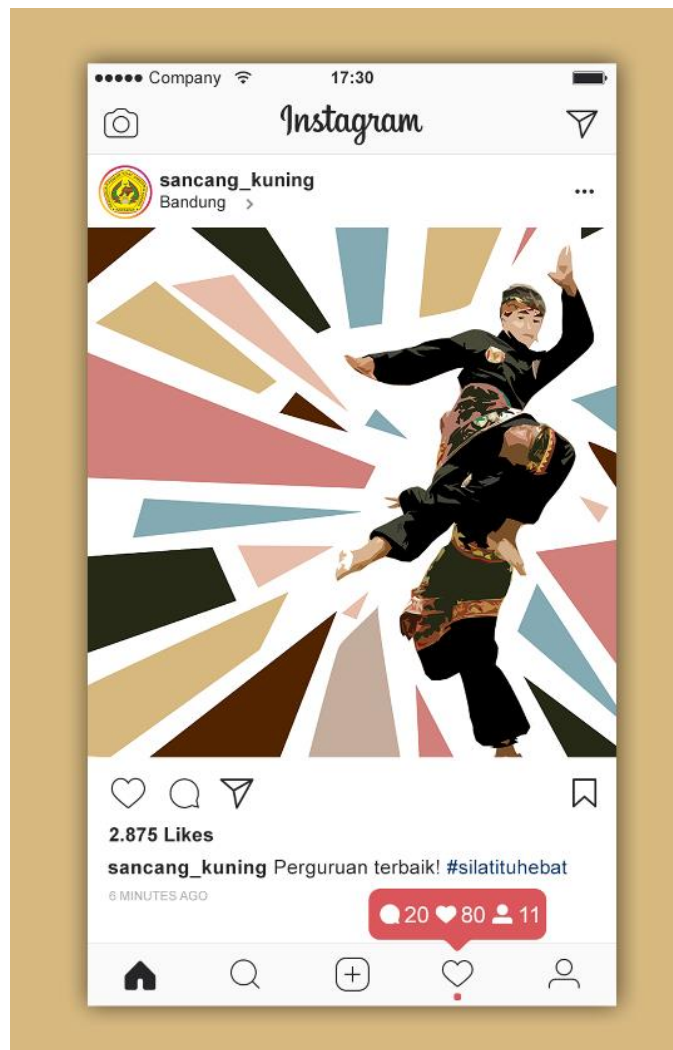 Company
17:30
Instagram
sancang_kuning
Bandung
2.875 Likes
sancang_kuning Perguruan terbaik! #silatituhebat
6 MINUTES AGO
20 80 11